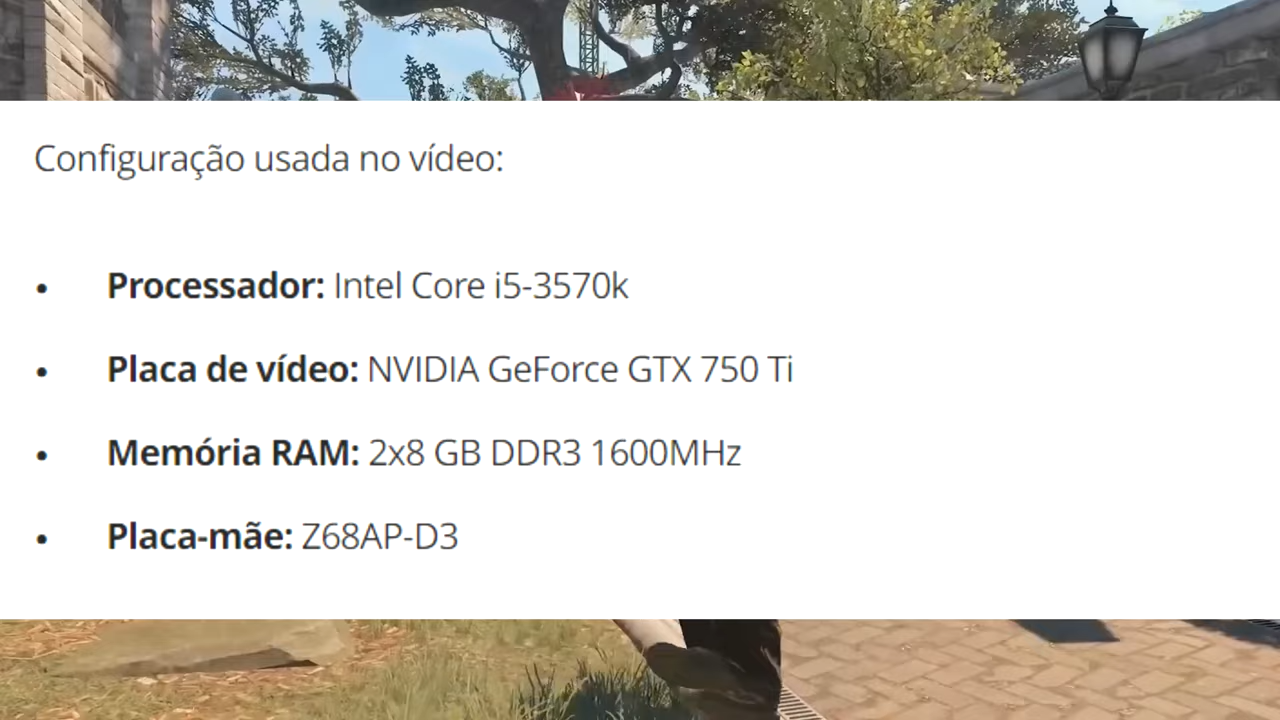 Configuração usada no vídeo:
• Processador: Intel Core i5-3570k
• Placa de vídeo: NVIDIA GeForce GTX 750 Ti
• Memória RAM: 2x8 GB DDR3 1600MHz
• Placa-mãe: Z68AP-D3